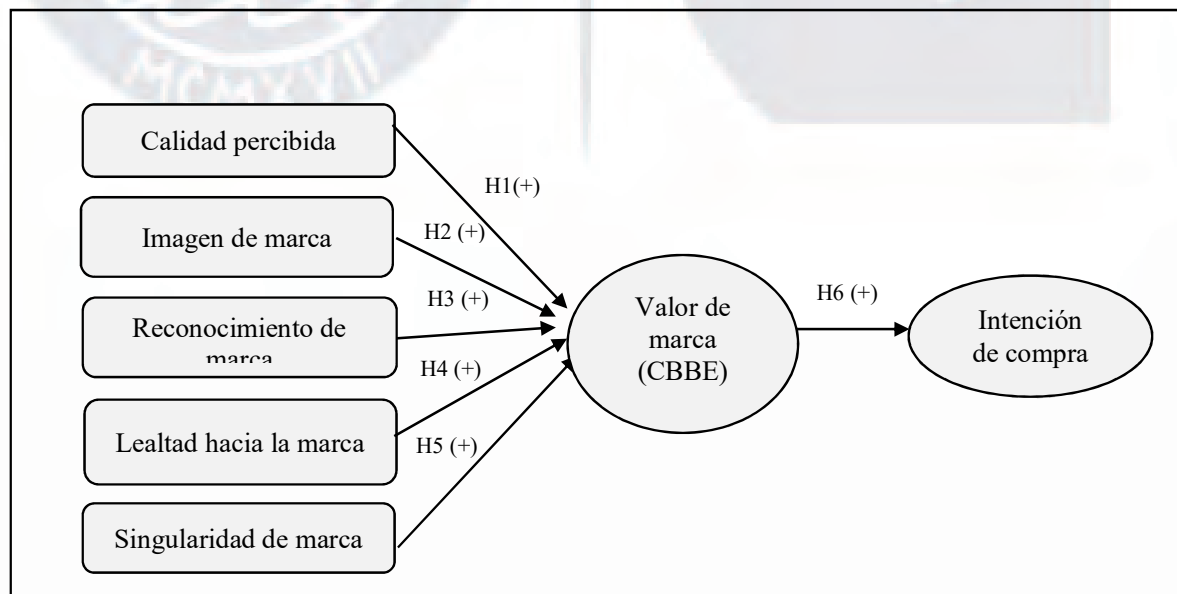 MCMXVII
Calidad percibida
H1(+)
Imagen de marca
H2 (+)
H3 (+)
Reconocimiento de
marca
H4 (+)
Lealtad hacia la marca
H5 (+)
Singularidad de marca
Valor de
marca
(CBBE)
H6 (+)
Intención
de compra